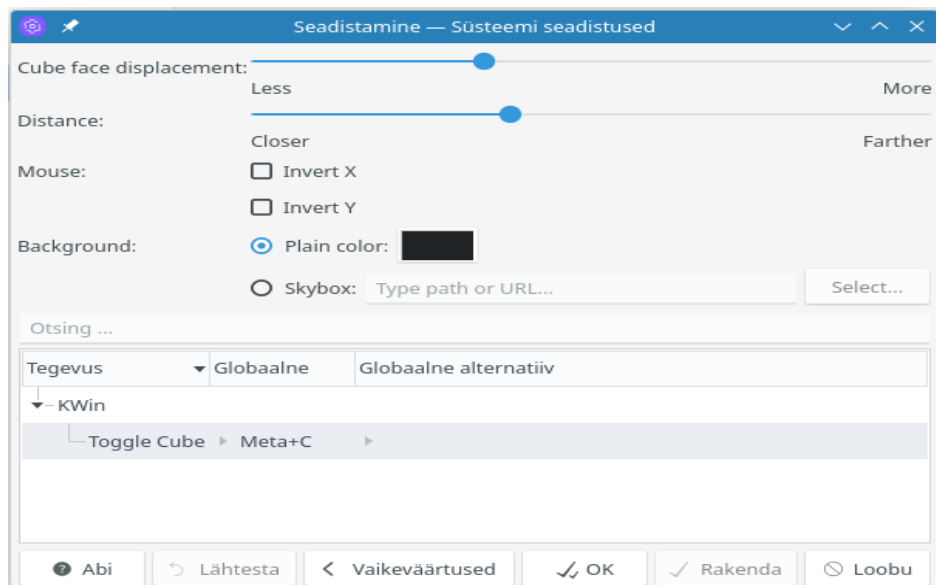 Seadistamine — Süsteemi seadistused
Cube face displacement:
Less More
Distance:
Closer Farther
Mouse: Invert X
Invert Y
Background: Plain color:
Skybox: Type path or URL... Select...
Otsing ...
Tegevus Globaalne Globaalne alternatiiv
KWin
Toggle Cube Meta+C
Abi Lähtesta Vaikeväärtused OK Rakenda Loobu